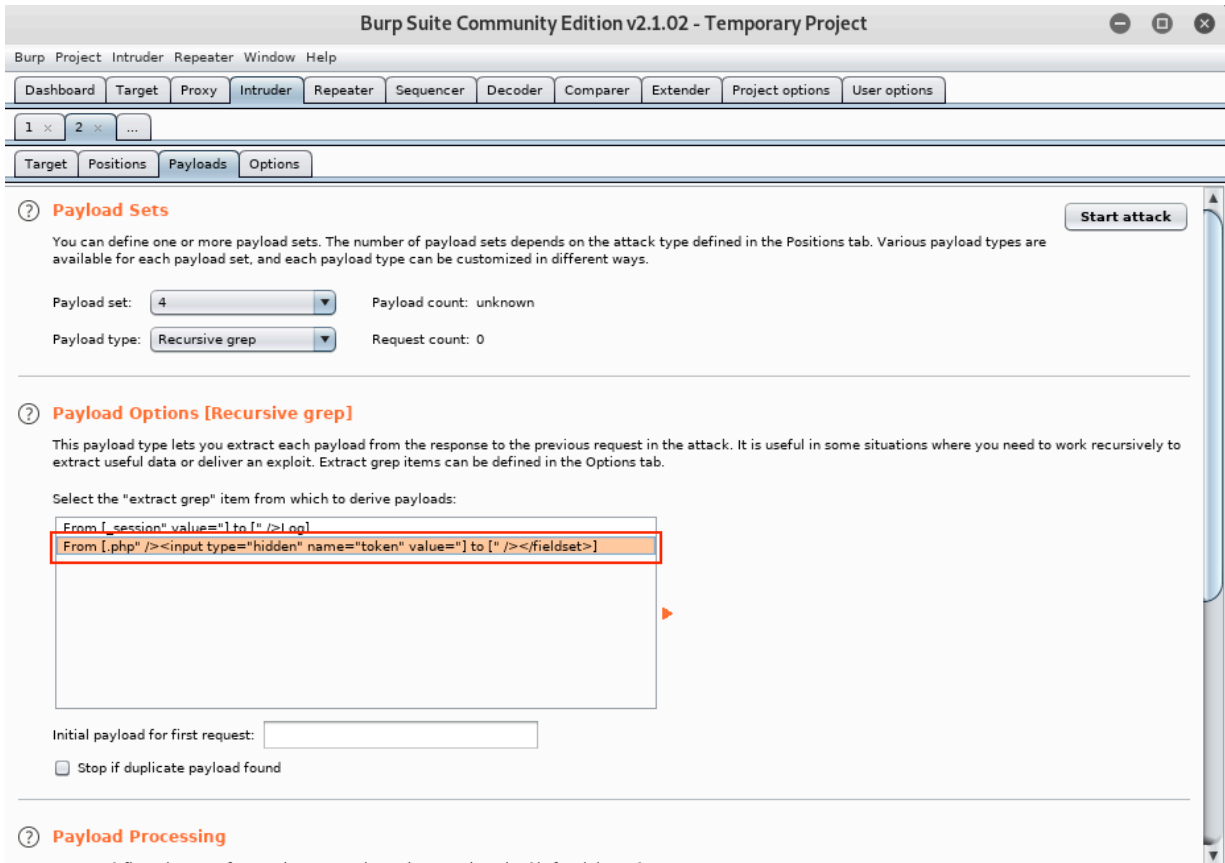 Burp Suite Community Edition v2.1.02 - Temporary Project
Burp Project Intruder Repeater Window Help
Dashboard Target Proxy Intruder Repeater Sequencer Decoder Comparer Extender Project options User options
1 × 2 × ...
Target Positions Payloads Options
? Payload Sets
Start attack
You can define one or more payload sets. The number of payload sets depends on the attack type defined in the Positions tab. Various payload types are
available for each payload set, and each payload type can be customized in different ways.
Payload set: 4 Payload count: unknown
Payload type: Recursive grep Request count: 0
? Payload Options [Recursive grep]
This payload type lets you extract each payload from the response to the previous request in the attack. It is useful in some situations where you need to work recursively to
extract useful data or deliver an exploit. Extract grep items can be defined in the Options tab.
Select the "extract grep" item from which to derive payloads:
From [_session" value="] to [" />Log]
From [.php" /><input type="hidden" name="token" value="] to [" /></fieldset>]
Initial payload for first request:
Stop if duplicate payload found
? Payload Processing